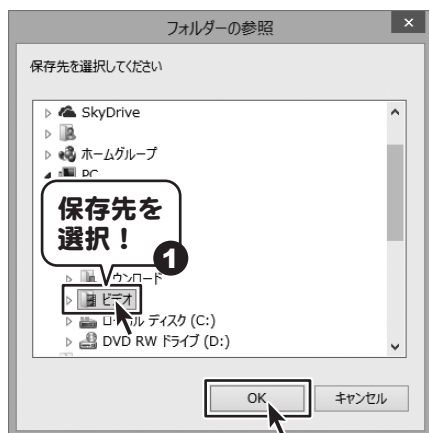 フォルダーの参照
保存先を選択してください
SkyDrive
ホームグループ
PC
保存先を
選択！
1
ウンロード
ビデオ
ディスク (C:)
DVD RW ドライブ (D:)
OK
キャンセル